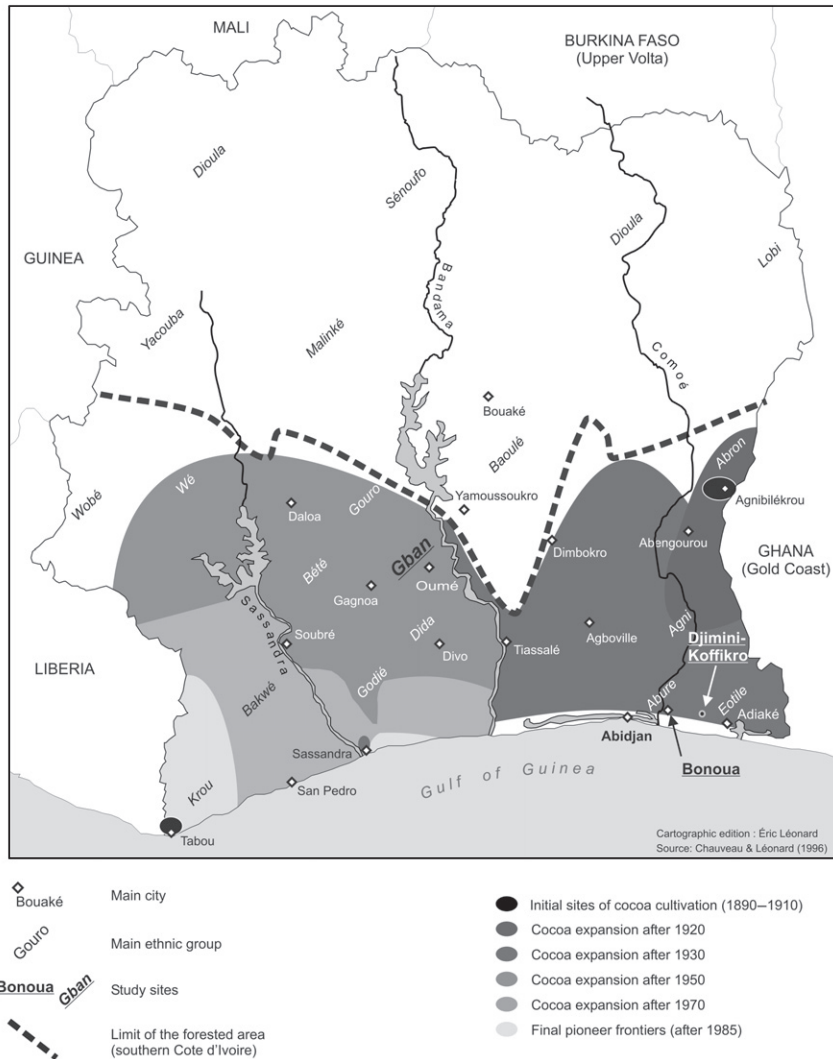 MALI
BURKINA FASO
(Upper Volta)
Dioula
Sénoufo
Dioula
Lobi
GUINEA
Bandama
Yacouba
Malinké
Comoé
Bouaké
Baoulé
Abron
Wé
Gouro
Yamoussoukro
Agnibilékrou
Wobé
Daloa
Gban
Dimbokro
Abengourou
GHANA
(Gold Coast)
Bété
Oumé
Gagnoa
Sassandra
Dida
Agboville
Agni
Djimini-
Koffikro
Soubré
Divo
Tiassalé
LIBERIA
Bakwé
Godié
Abure
Eotile
Adiaké
Sassandra
Abidjan
Bonoua
Krou
San Pedro
Gulf of Guinea
Tabou
Cartographic edition : Éric Léonard
Source: Chauveau & Léonard (1996)
Bouaké Main city
Gouro Main ethnic group
Bonoua Gban Study sites
Limit of the forested area
(southern Cote d'Ivoire)
Initial sites of cocoa cultivation (1890–1910)
Cocoa expansion after 1920
Cocoa expansion after 1930
Cocoa expansion after 1950
Cocoa expansion after 1970
Final pioneer frontiers (after 1985)